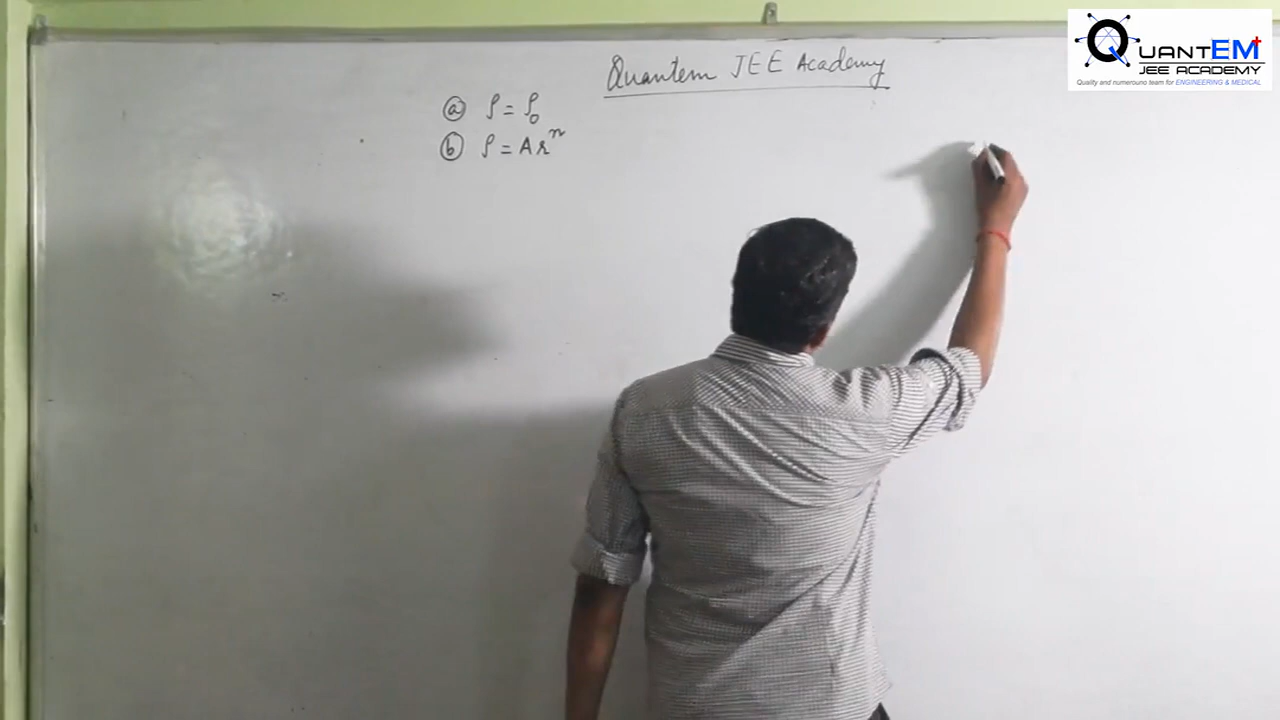 Quantem JEE Academy
ⓐ ρ = ρ₀
ⓑ ρ = Arⁿ
QUANTEM+
JEE ACADEMY
Quality and numerouno team for ENGINEERING & MEDICAL